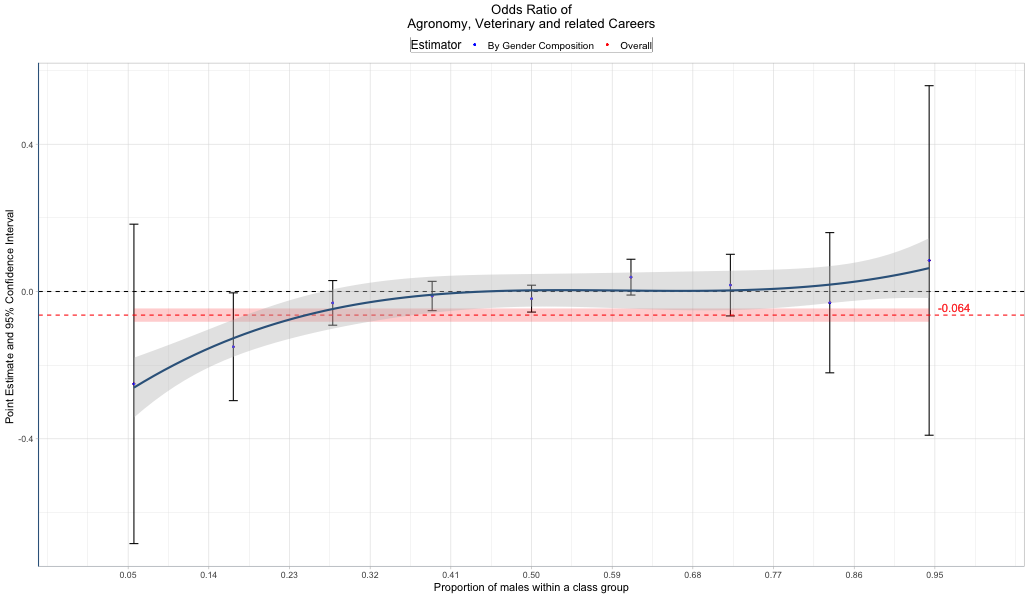 Odds Ratio of
Agronomy, Veterinary and related Careers
Estimator By Gender Composition Overall
Point Estimate and 95% Confidence Interval
0.4
0.0
-0.4
-0.064
0.05 0.14 0.23 0.32 0.41 0.50 0.59 0.68 0.77 0.86 0.95
Proportion of males within a class group